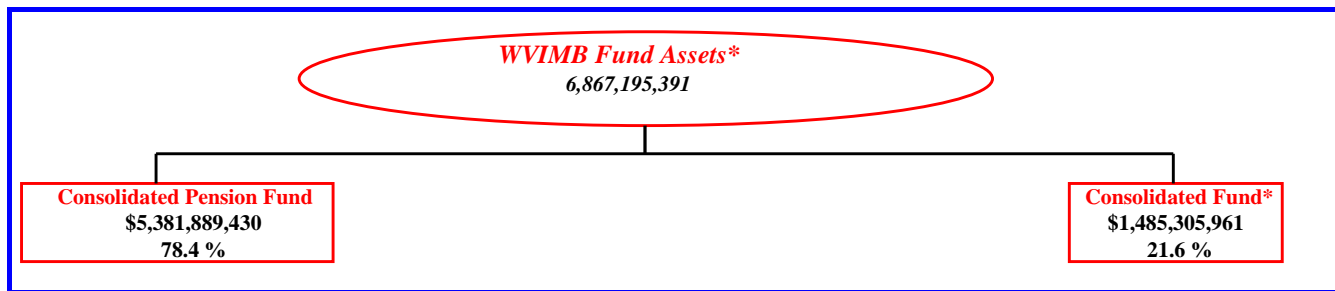 WVIMB Fund Assets*
6,867,195,391
Consolidated Pension Fund
$5,381,889,430
78.4 %
Consolidated Fund*
$1,485,305,961
21.6 %